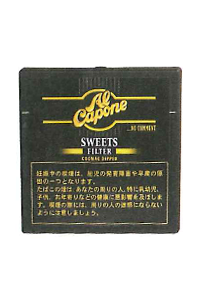 Al
Capone
...NO COMMENT
SWEETS
FILTER
COGNAC DIPPED
妊娠中の喫煙は、胎児の発育障害や早産の原
因の一つとなります。
たばこの煙は、あなたの周りの人、特に乳幼児、
子供、お年寄りなどの健康に悪影響を及ぼしま
す。喫煙の際には、周りの人の迷惑にならない
ように注意しましょう。